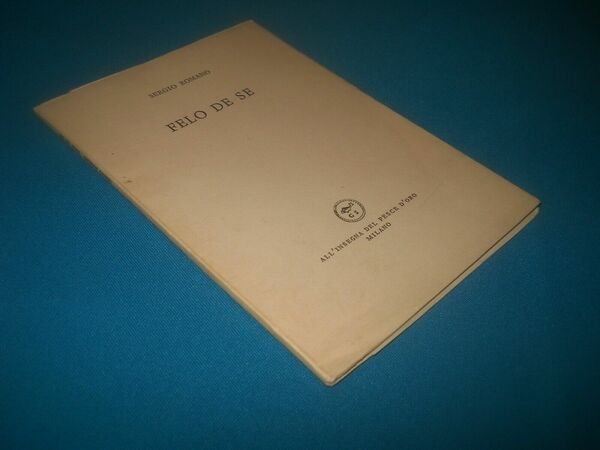 SERGIO ROMANO
FELO DE SE
ALL'INSEGNA DEL PESCE D'ORO
MILANO